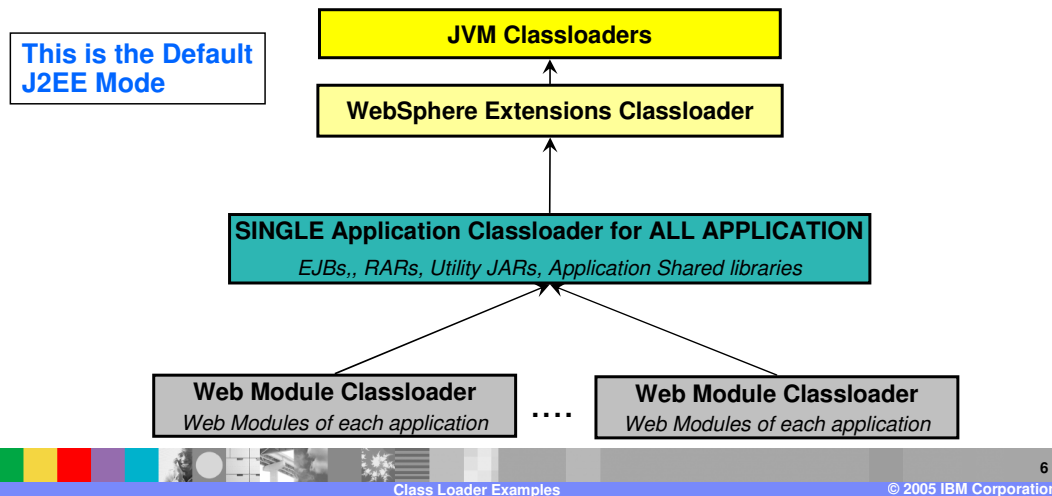 This is the Default
J2EE Mode
JVM Classloaders
WebSphere Extensions Classloader
SINGLE Application Classloader for ALL APPLICATION
EJBs,, RARs, Utility JARs, Application Shared libraries
Web Module Classloader
Web Modules of each application
....
Web Module Classloader
Web Modules of each application
6
Class Loader Examples
© 2005 IBM Corporation